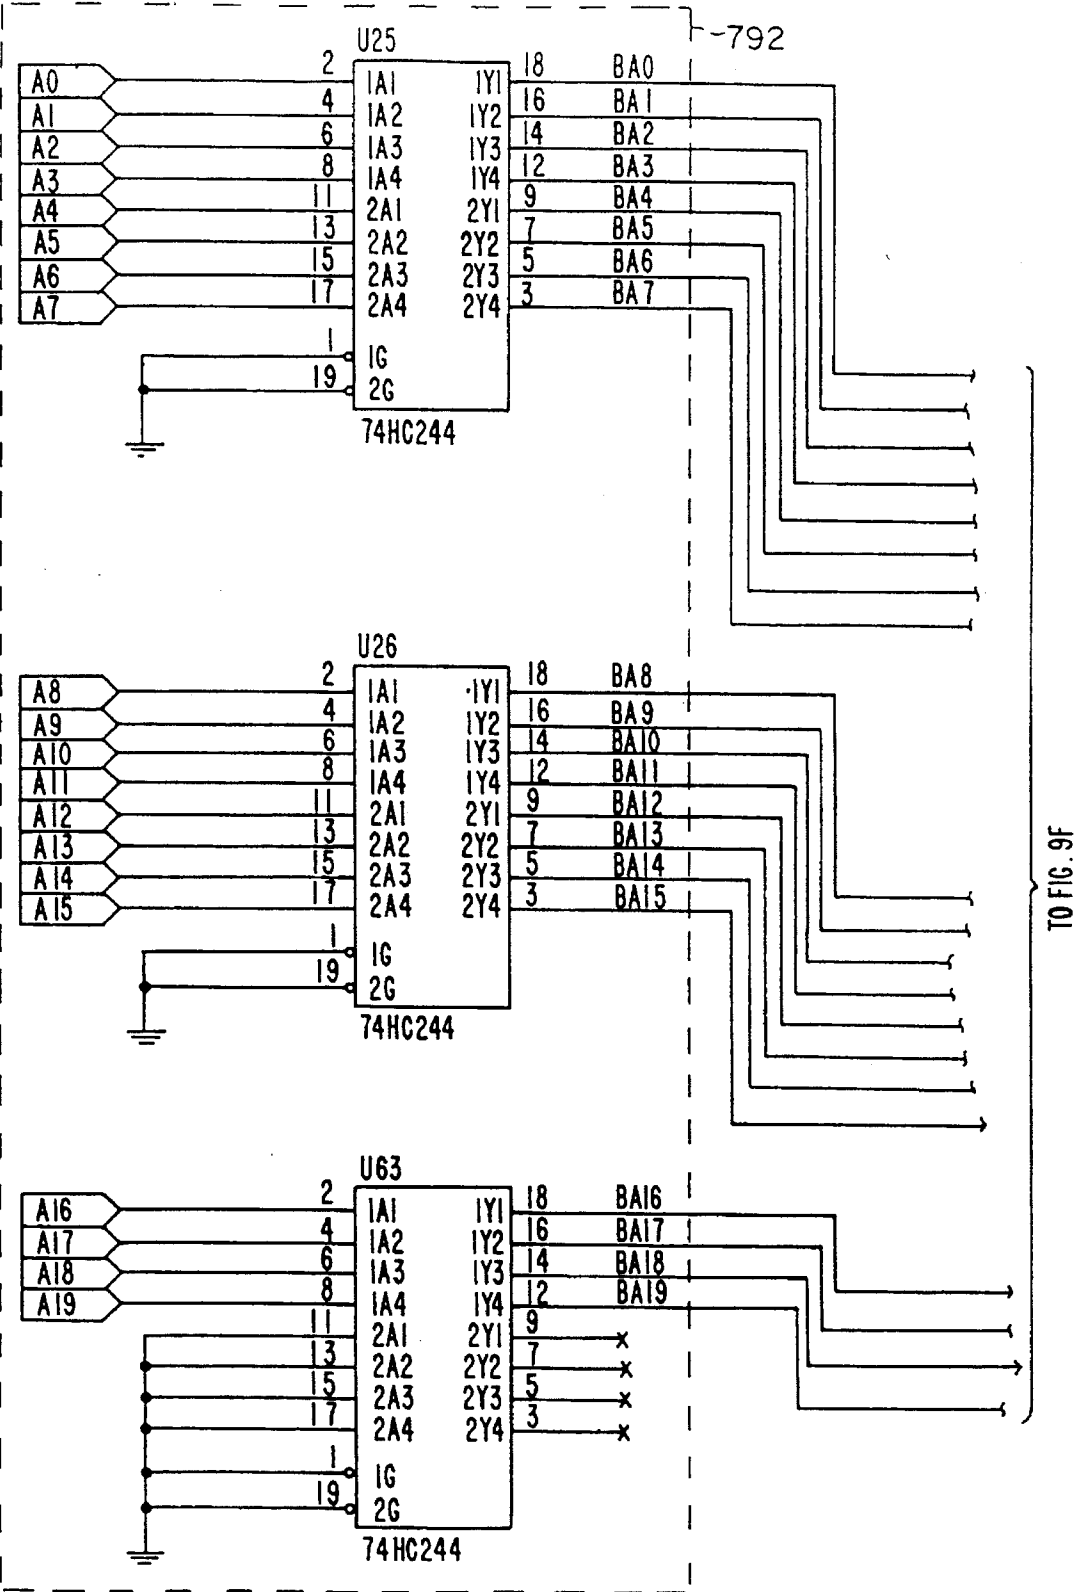 -792
U25
A0 2 1A1 1Y1 18 BA0
A1 4 1A2 1Y2 16 BA1
A2 6 1A3 1Y3 14 BA2
A3 8 1A4 1Y4 12 BA3
A4 11 2A1 2Y1 9 BA4
A5 13 2A2 2Y2 7 BA5
A6 15 2A3 2Y3 5 BA6
A7 17 2A4 2Y4 3 BA7
1 1G
19 2G
74HC244
U26
A8 2 1A1 1Y1 18 BA8
A9 4 1A2 1Y2 16 BA9
A10 6 1A3 1Y3 14 BA10
A11 8 1A4 1Y4 12 BA11
A12 11 2A1 2Y1 9 BA12
A13 13 2A2 2Y2 7 BA13
A14 15 2A3 2Y3 5 BA14
A15 17 2A4 2Y4 3 BA15
1 1G
19 2G
74HC244
TO FIG. 9F
U63
A16 2 1A1 1Y1 18 BA16
A17 4 1A2 1Y2 16 BA17
A18 6 1A3 1Y3 14 BA18
A19 8 1A4 1Y4 12 BA19
11 2A1 2Y1 9
13 2A2 2Y2 7
15 2A3 2Y3 5
17 2A4 2Y4 3
1 1G
19 2G
74HC244